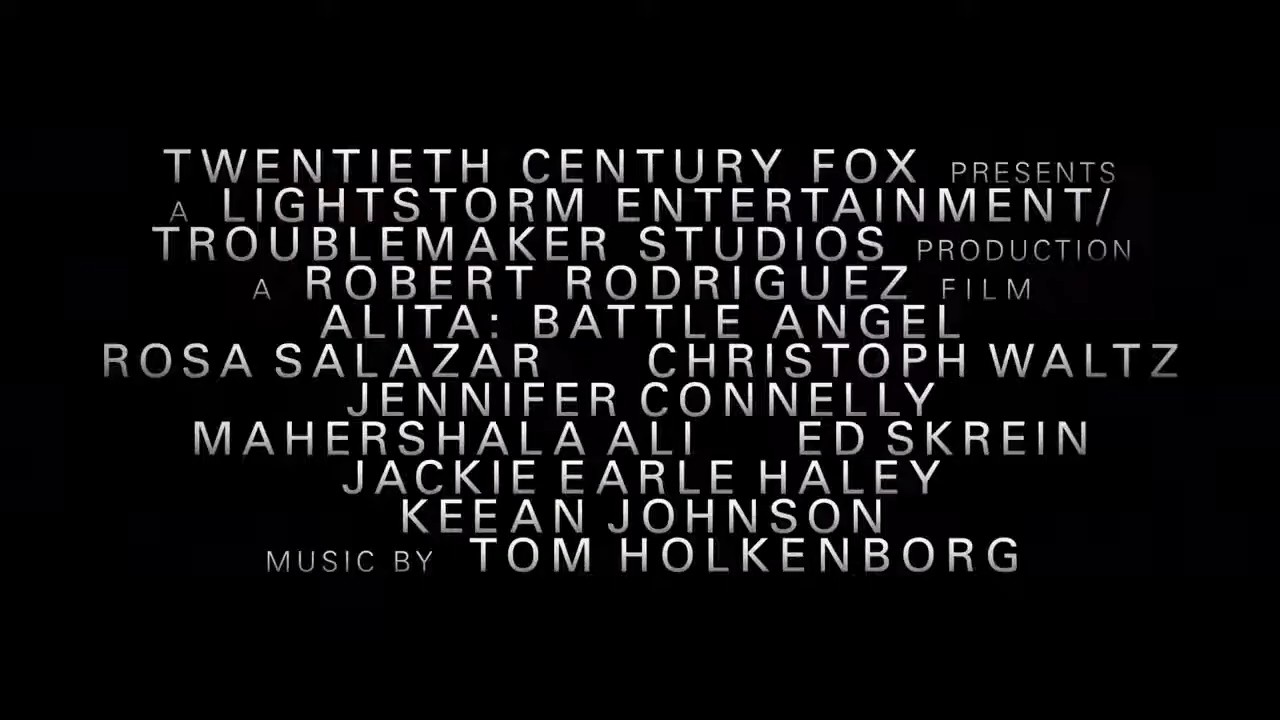 TWENTIETH CENTURY FOX PRESENTS
A LIGHTSTORM ENTERTAINMENT/
TROUBLEMAKER STUDIOS PRODUCTION
A ROBERT RODRIGUEZ FILM
ALITA: BATTLE ANGEL
ROSA SALAZAR CHRISTOPH WALTZ
JENNIFER CONNELLY
MAHERSHALA ALI ED SKREIN
JACKIE EARLE HALEY
KEEAN JOHNSON
MUSIC BY TOM HOLKENBORG